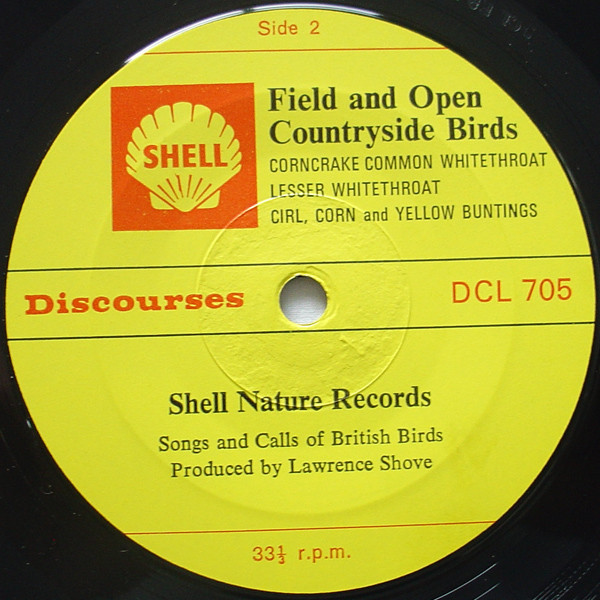 Side 2
SHELL
Field and Open
Countryside Birds
CORNCRAKE COMMON WHITETHROAT
LESSER WHITETHROAT
CIRL, CORN and YELLOW BUNTINGS
Discourses
DCL 705
Shell Nature Records
Songs and Calls of British Birds
Produced by Lawrence Shove
33⅓ r.p.m.